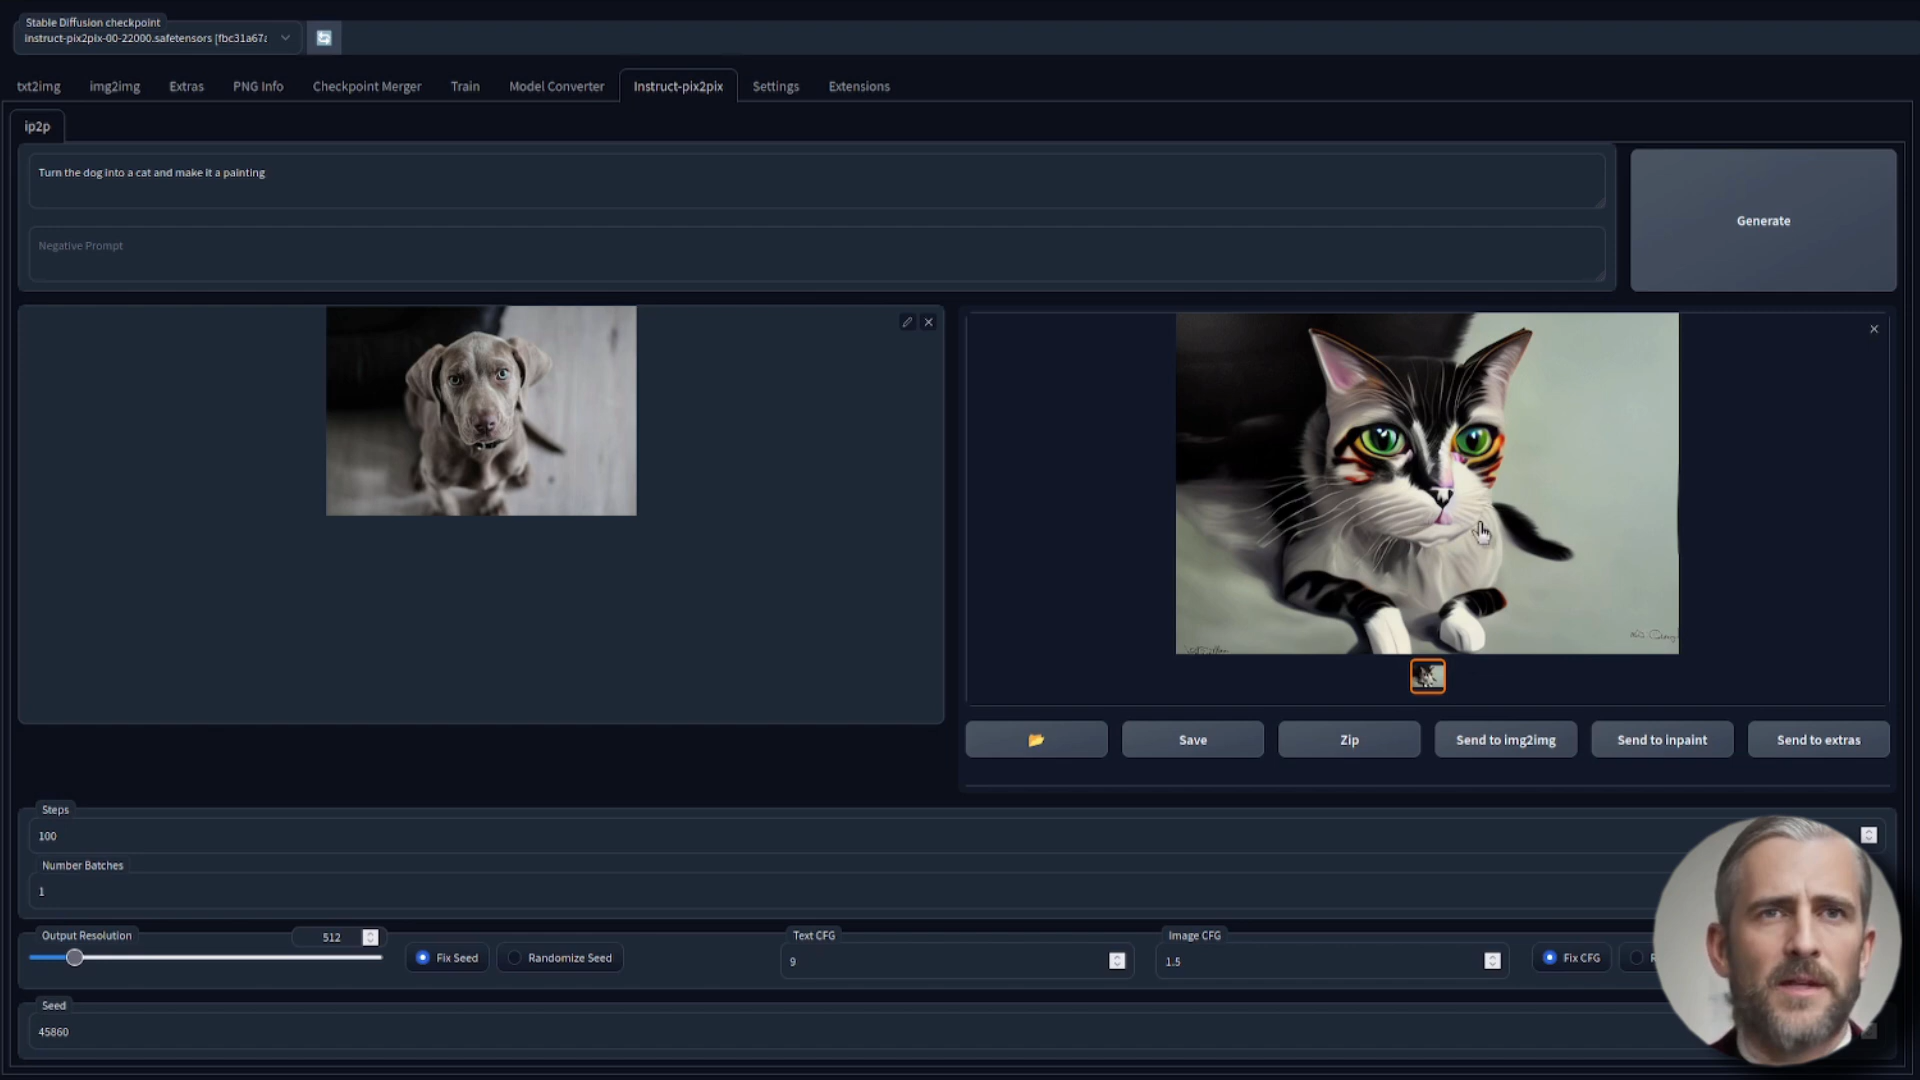 Stable Diffusion checkpoint
instruct-pix2pix-00-22000.safetensors [fbc31a67
txt2img img2img Extras PNG Info Checkpoint Merger Train Model Converter Instruct-pix2pix Settings Extensions
ip2p
Turn the dog into a cat and make it a painting
Generate
Negative Prompt
Save Zip Send to img2img Send to inpaint Send to extras
Steps
100
Number Batches
1
Output Resolution 512 Text CFG Image CFG
Fix Seed Randomize Seed 9 1.5 Fix CFG
Seed
45860